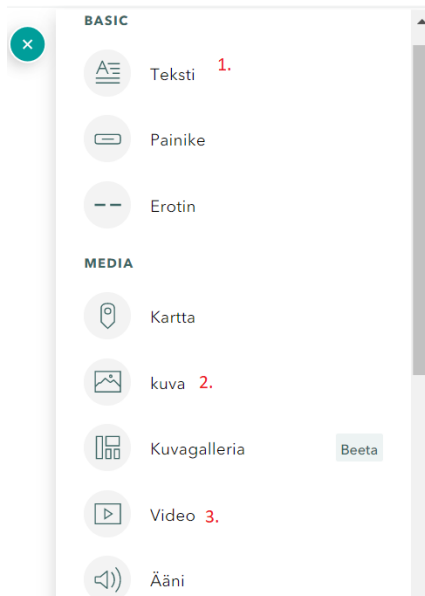 BASIC
Teksti 1.
Painike
Erotin
MEDIA
Kartta
kuva 2.
Kuvagalleria Beeta
Video 3.
Ääni